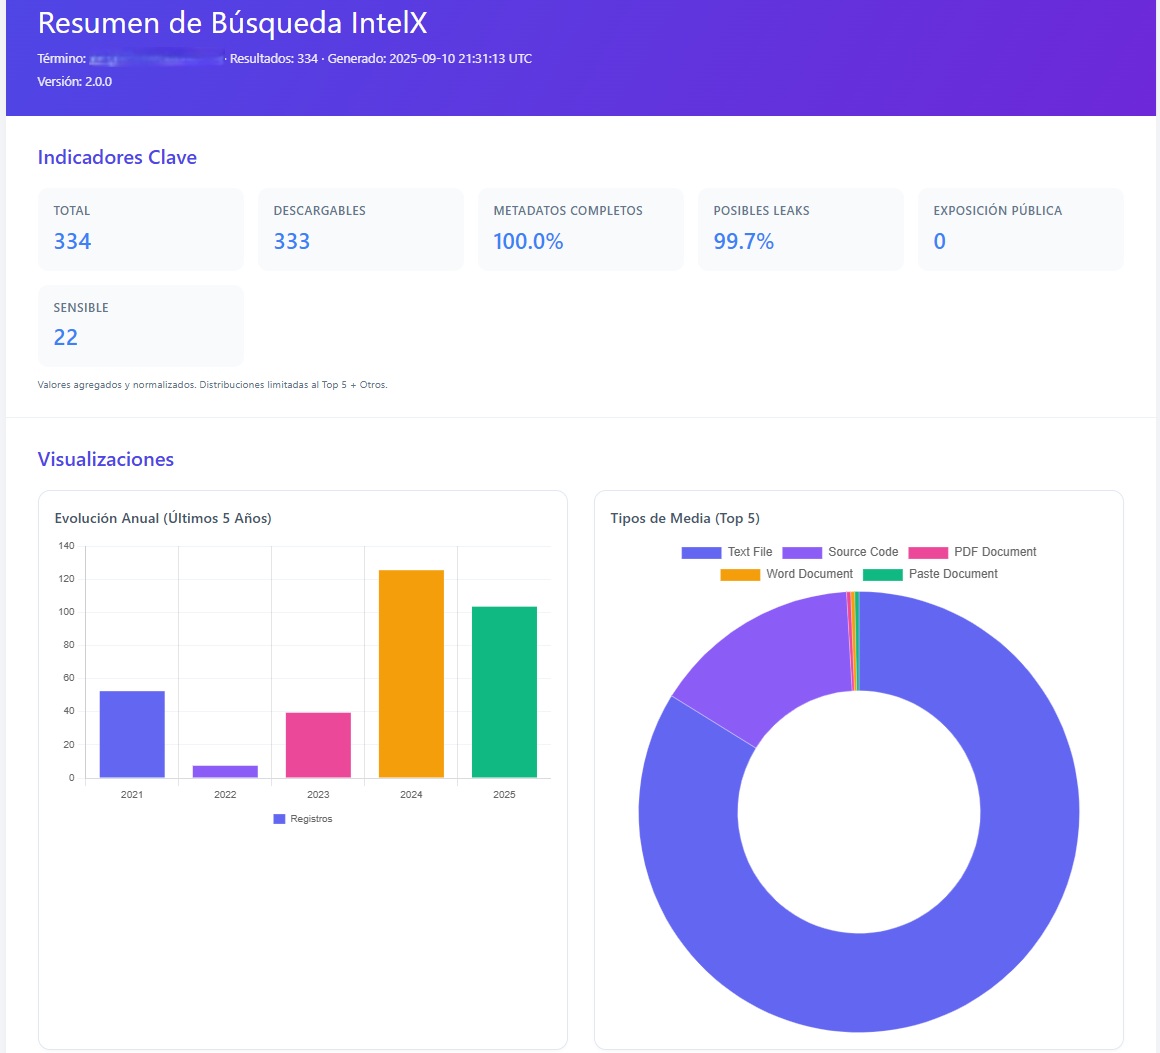 Resumen de Búsqueda IntelX
Término: · Resultados: 334 · Generado: 2025-09-10 21:31:13 UTC
Versión: 2.0.0
Indicadores Clave
TOTAL
334
DESCARGABLES
333
METADATOS COMPLETOS
100.0%
POSIBLES LEAKS
99.7%
EXPOSICIÓN PÚBLICA
0
SENSIBLE
22
Valores agregados y normalizados. Distribuciones limitadas al Top 5 + Otros.
Visualizaciones
Evolución Anual (Últimos 5 Años)
140
120
100
80
60
40
20
0
2021 2022 2023 2024 2025
Registros
Tipos de Media (Top 5)
Text File Source Code PDF Document
Word Document Paste Document